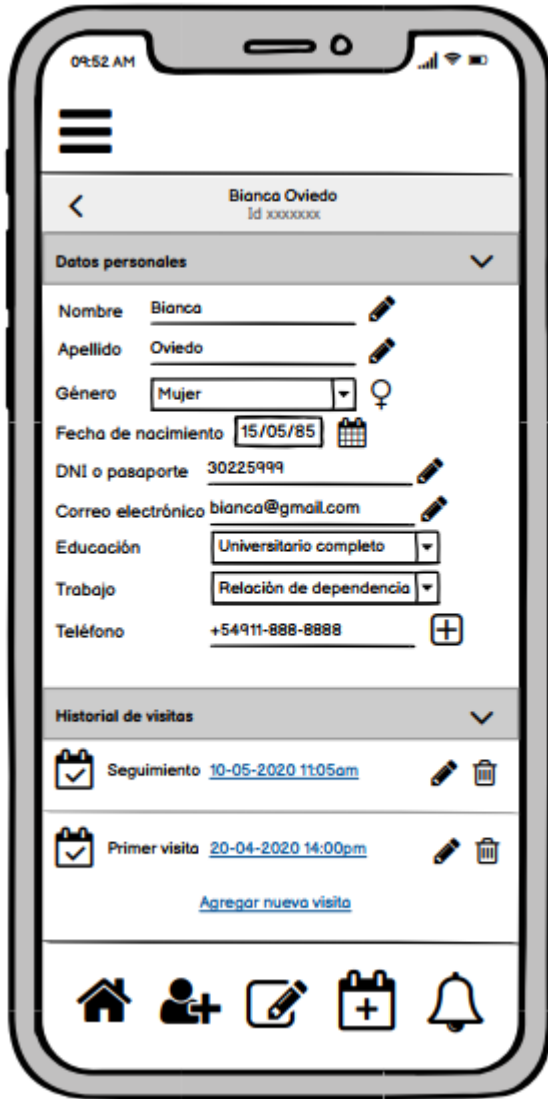 09:52 AM
Bianca Oviedo
Id xxxxxxx
Datos personales
Nombre Bianca
Apellido Oviedo
Género Mujer
Fecha de nacimiento 15/05/85
DNI o pasaporte 30225999
Correo electrónico bianca@gmail.com
Educación Universitario completo
Trabajo Relación de dependencia
Teléfono +54911-888-8888
Historial de visitas
Seguimiento 10-05-2020 11:05am
Primer visita 20-04-2020 14:00pm
Agregar nueva visita